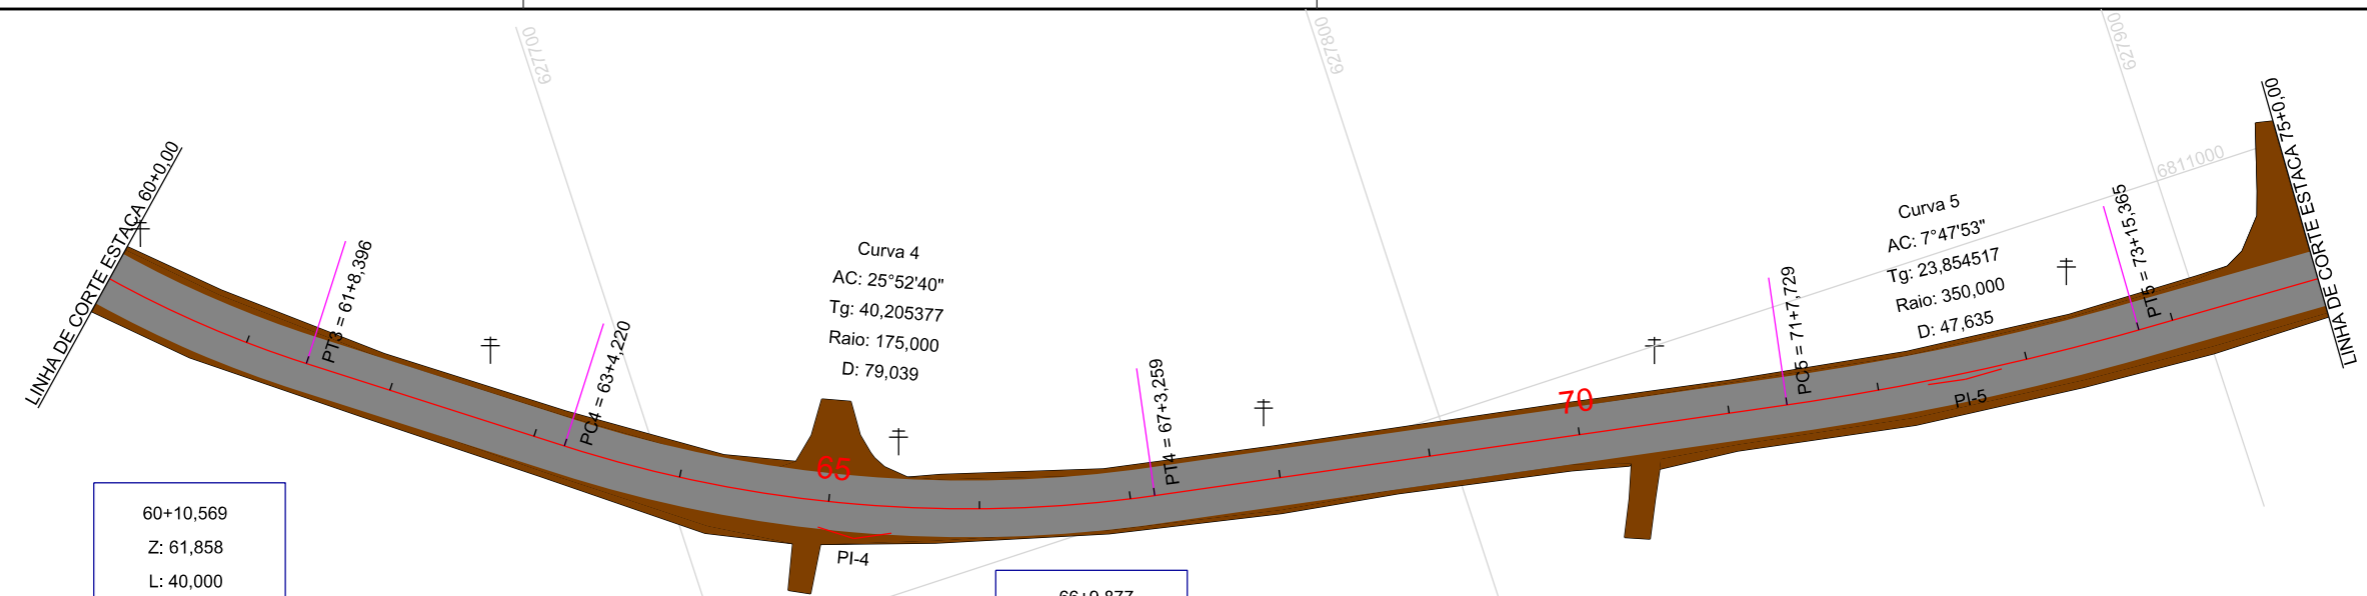 627700
627800
627900
6811000
LINHA DE CORTE ESTACA 60+0,00
PT3 = 61+8,396
PC4 = 63+4,220
Curva 4
AC: 25°52'40"
Tg: 40,205377
Raio: 175,000
D: 79,039
65
PI-4
PT4 = 67+3,259
70
PC5 = 71+7,729
Curva 5
AC: 7°47'53"
Tg: 23,854517
Raio: 350,000
D: 47,635
PI-5
PT5 = 73+15,365
LINHA DE CORTE ESTACA 75+0,00
60+10,569
Z: 61,858
L: 40,000